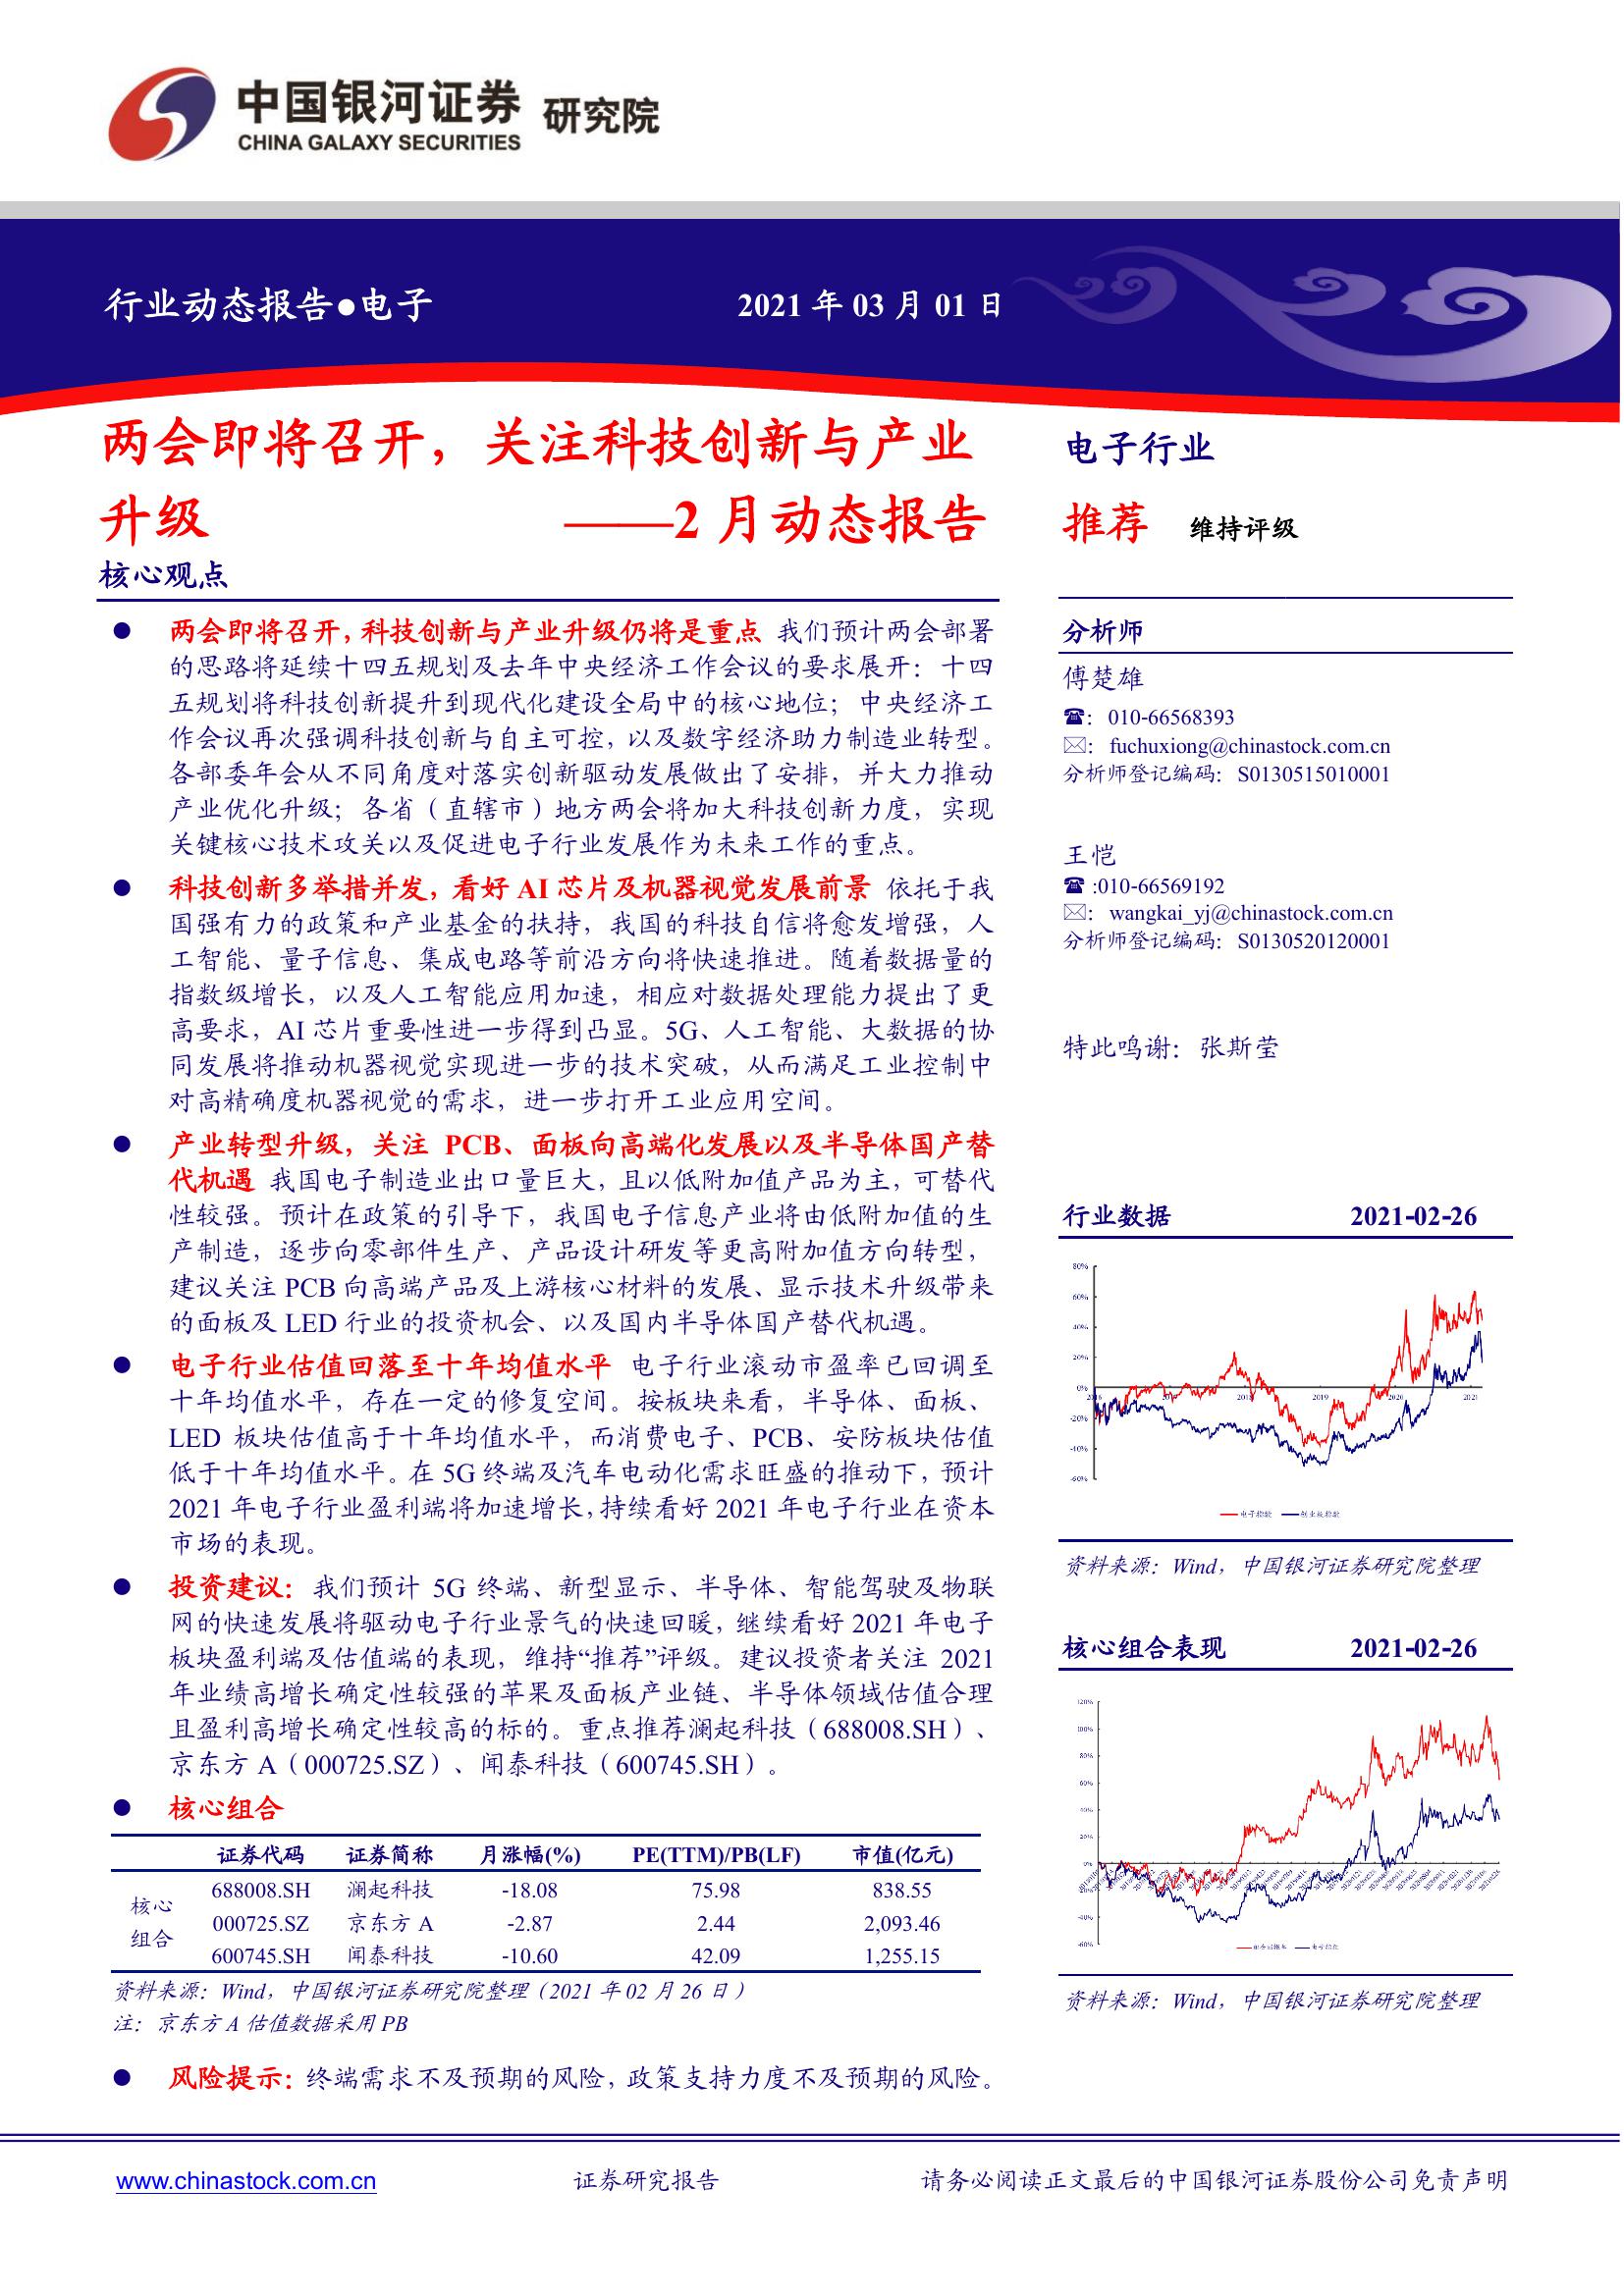 中国银河证券 研究院
CHINA GALAXY SECURITIES
行业动态报告●电子 2021 年 03 月 01 日
两会即将召开，关注科技创新与产业
升级 ——2 月动态报告
核心观点
● 两会即将召开，科技创新与产业升级仍将是重点 我们预计两会部署
的思路将延续十四五规划及去年中央经济工作会议的要求展开：十四
五规划将科技创新提升到现代化建设全局中的核心地位；中央经济工
作会议再次强调科技创新与自主可控，以及数字经济助力制造业转型。
各部委年会从不同角度对落实创新驱动发展做出了安排，并大力推动
产业优化升级；各省（直辖市）地方两会将加大科技创新力度，实现
关键核心技术攻关以及促进电子行业发展作为未来工作的重点。
● 科技创新多举措并发，看好 AI 芯片及机器视觉发展前景 依托于我
国强有力的政策和产业基金的扶持，我国的科技自信将愈发增强，人
工智能、量子信息、集成电路等前沿方向将快速推进。随着数据量的
指数级增长，以及人工智能应用加速，相应对数据处理能力提出了更
高要求，AI 芯片重要性进一步得到凸显。5G、人工智能、大数据的协
同发展将推动机器视觉实现进一步的技术突破，从而满足工业控制中
对高精确度机器视觉的需求，进一步打开工业应用空间。
● 产业转型升级，关注 PCB、面板向高端化发展以及半导体国产替
代机遇 我国电子制造业出口量巨大，且以低附加值产品为主，可替代
性较强。预计在政策的引导下，我国电子信息产业将由低附加值的生
产制造，逐步向零部件生产、产品设计研发等更高附加值方向转型，
建议关注 PCB 向高端产品及上游核心材料的发展、显示技术升级带来
的面板及 LED 行业的投资机会、以及国内半导体国产替代机遇。
● 电子行业估值回落至十年均值水平 电子行业滚动市盈率已回调至
十年均值水平，存在一定的修复空间。按板块来看，半导体、面板、
LED 板块估值高于十年均值水平，而消费电子、PCB、安防板块估值
低于十年均值水平。在 5G 终端及汽车电动化需求旺盛的推动下，预计
2021 年电子行业盈利端将加速增长，持续看好 2021 年电子行业在资本
市场的表现。
● 投资建议：我们预计 5G 终端、新型显示、半导体、智能驾驶及物联
网的快速发展将驱动电子行业景气的快速回暖，继续看好 2021 年电子
板块盈利端及估值端的表现，维持“推荐”评级。建议投资者关注 2021
年业绩高增长确定性较强的苹果及面板产业链、半导体领域估值合理
且盈利高增长确定性较高的标的。重点推荐澜起科技（688008.SH）、
京东方 A（000725.SZ）、闻泰科技（600745.SH）。
● 核心组合
证券代码 证券简称 月涨幅(%) PE(TTM)/PB(LF) 市值(亿元)
核心
组合
688008.SH 澜起科技 -18.08 75.98 838.55
000725.SZ 京东方 A -2.87 2.44 2,093.46
600745.SH 闻泰科技 -10.60 42.09 1,255.15
资料来源：Wind，中国银河证券研究院整理（2021 年 02 月 26 日）
注：京东方 A 估值数据采用 PB
● 风险提示：终端需求不及预期的风险，政策支持力度不及预期的风险。
电子行业
推荐 维持评级
分析师
傅楚雄
☎：010-66568393
✉：fuchuxiong@chinastock.com.cn
分析师登记编码：S0130515010001
王恺
☎:010-66569192
✉：wangkai_yj@chinastock.com.cn
分析师登记编码：S0130520120001
特此鸣谢：张斯莹
行业数据 2021-02-26
80%
60%
40%
20%
0%
-20%
-40%
-60%
2016 2018 2019 2020 2021
电子指数 创业板指数
资料来源：Wind，中国银河证券研究院整理
核心组合表现 2021-02-26
120%
100%
80%
60%
40%
20%
0%
-20%
-40%
-60%
资料来源：Wind，中国银河证券研究院整理
www.chinastock.com.cn 证券研究报告 请务必阅读正文最后的中国银河证券股份公司免责声明